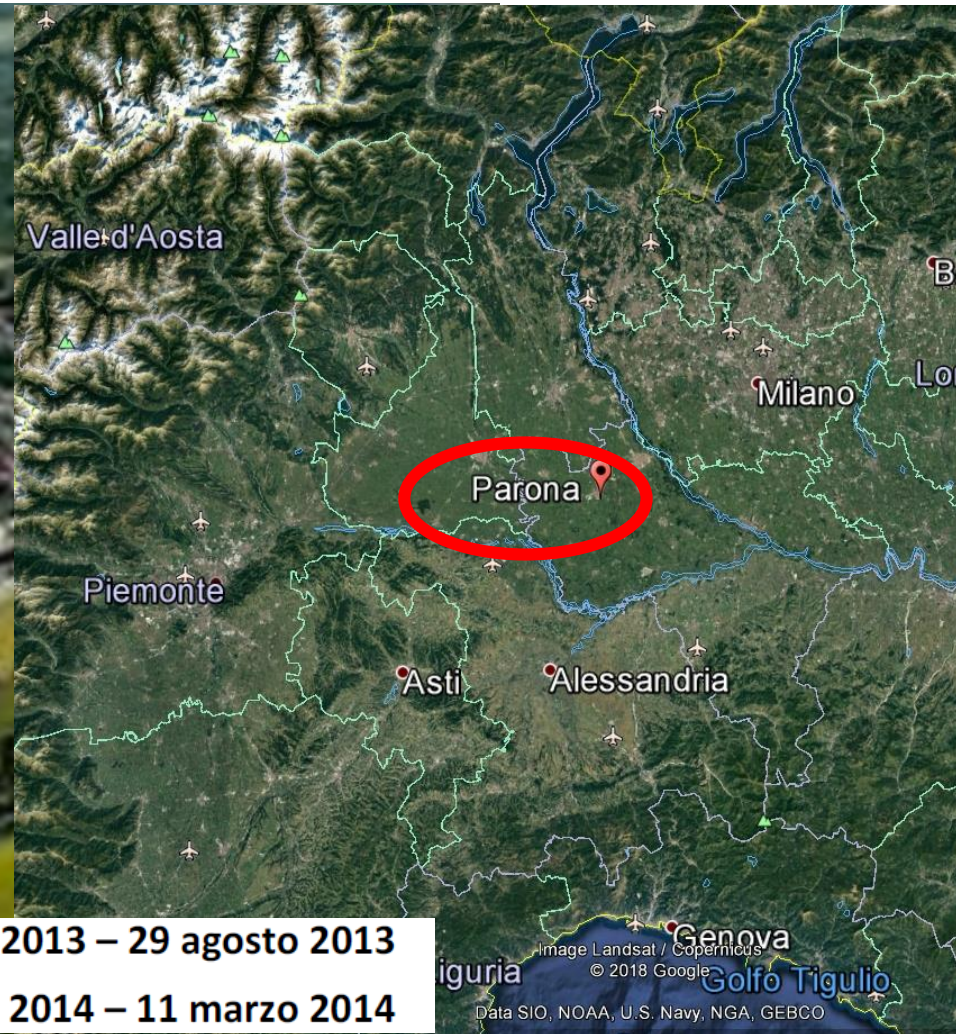 Valle d'Aosta
B
Milano
Lo
Parona
Piemonte
Asti
Alessandria
2013 – 29 agosto 2013
2014 – 11 marzo 2014
Genova
Image Landsat / Copernicus
© 2018 Google
iguria
Golfo Tigulio
Data SIO, NOAA, U.S. Navy, NGA, GEBCO